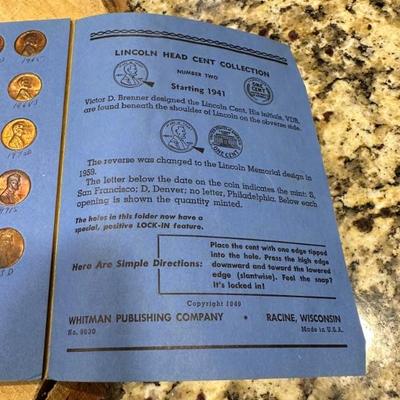 LINCOLN HEAD CENT COLLECTION
NUMBER TWO
Starting 1941
ONE CENT
Victor D. Brenner designed the Lincoln Cent. His initials, VDB,
are found beneath the shoulder of Lincoln on the obverse side.
ONE CENT
The reverse was changed to the Lincoln Memorial design in
1959.
The letter below the date on the coin indicates the mint: S,
San Francisco; D, Denver; no letter, Philadelphia. Below each
opening is shown the quantity minted.
The holes in this folder now have a
special, positive LOCK-IN feature.
Here Are Simple Directions:
Place the cent with one edge tipped
into the hole. Press the high edge
downward and toward the lowered
edge (slantwise). Feel the snap?
It's locked in!
Copyright 1940
WHITMAN PUBLISHING COMPANY • RACINE, WISCONSIN
No. 9030 Made in U.S.A.